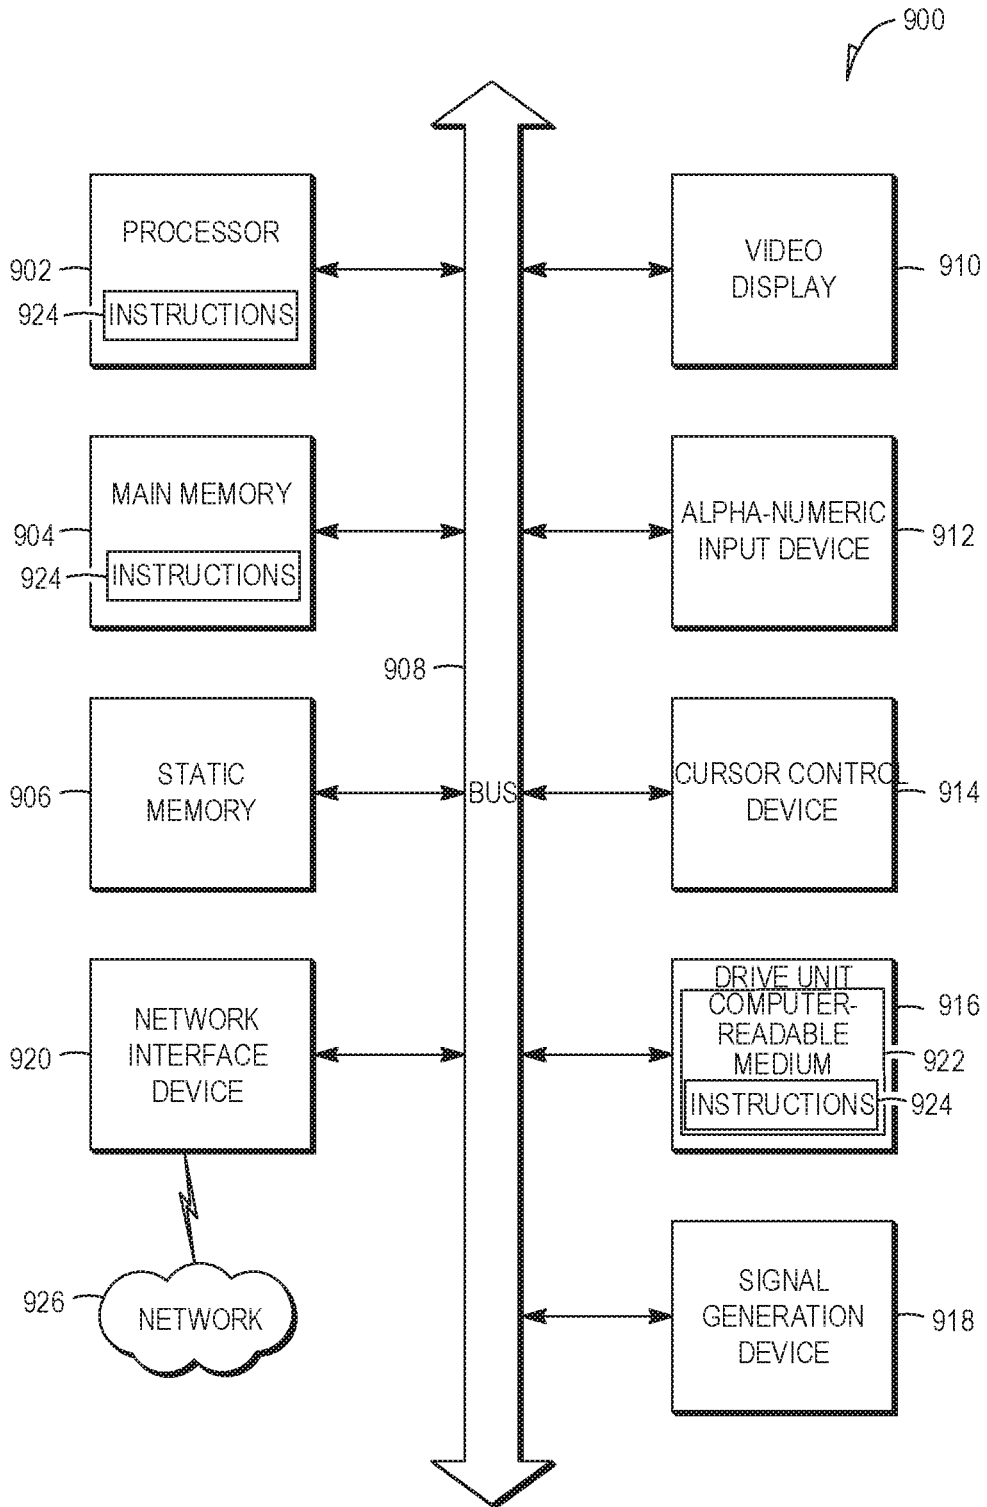 900
PROCESSOR
902
924
INSTRUCTIONS
VIDEO
DISPLAY
910
MAIN MEMORY
904
924
INSTRUCTIONS
ALPHA-NUMERIC
INPUT DEVICE
912
908
STATIC
MEMORY
906
BUS
CURSOR CONTROL
DEVICE
914
NETWORK
INTERFACE
DEVICE
920
DRIVE UNIT
916
COMPUTER-
READABLE
MEDIUM
922
INSTRUCTIONS
924
926
NETWORK
SIGNAL
GENERATION
DEVICE
918